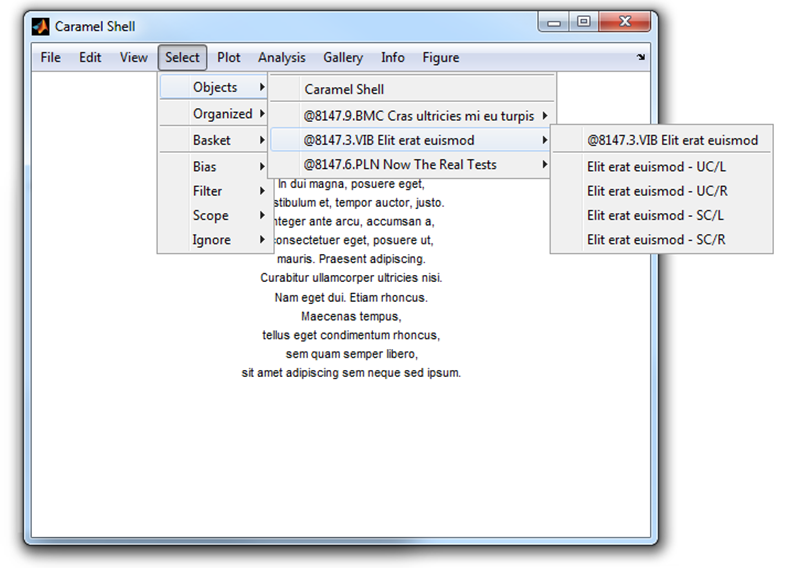 Caramel Shell
File Edit View Select Plot Analysis Gallery Info Figure
Objects
Organized
Basket
Bias
Filter
Scope
Ignore
Caramel Shell
@8147.9.BMC Cras ultricies mi eu turpis
@8147.3.VIB Elit erat euismod
@8147.6.PLN Now The Real Tests
@8147.3.VIB Elit erat euismod
Elit erat euismod - UC/L
Elit erat euismod - UC/R
Elit erat euismod - SC/L
Elit erat euismod - SC/R
In dui magna, posuere eget,
stibulum et, tempor auctor, justo.
nteger ante arcu, accumsan a,
consectetuer eget, posuere ut,
mauris. Praesent adipiscing.
Curabitur ullamcorper ultricies nisi.
Nam eget dui. Etiam rhoncus.
Maecenas tempus,
tellus eget condimentum rhoncus,
sem quam semper libero,
sit amet adipiscing sem neque sed ipsum.